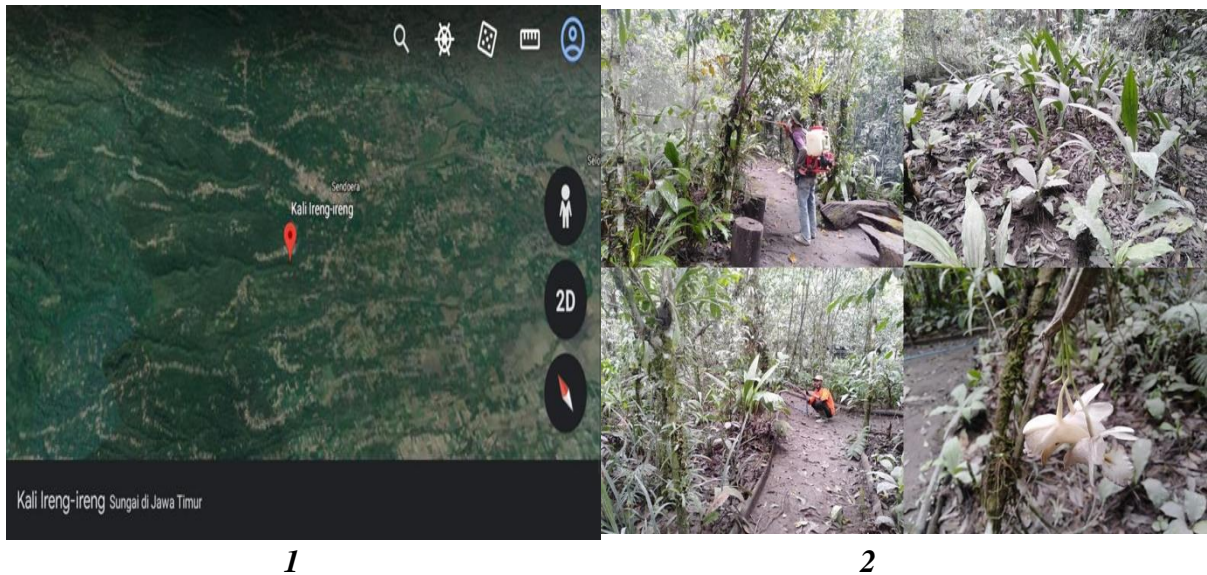 Sendoera
Kali Ireng-ireng
2D
Kali Ireng-ireng Sungai di Jawa Timur
1
2